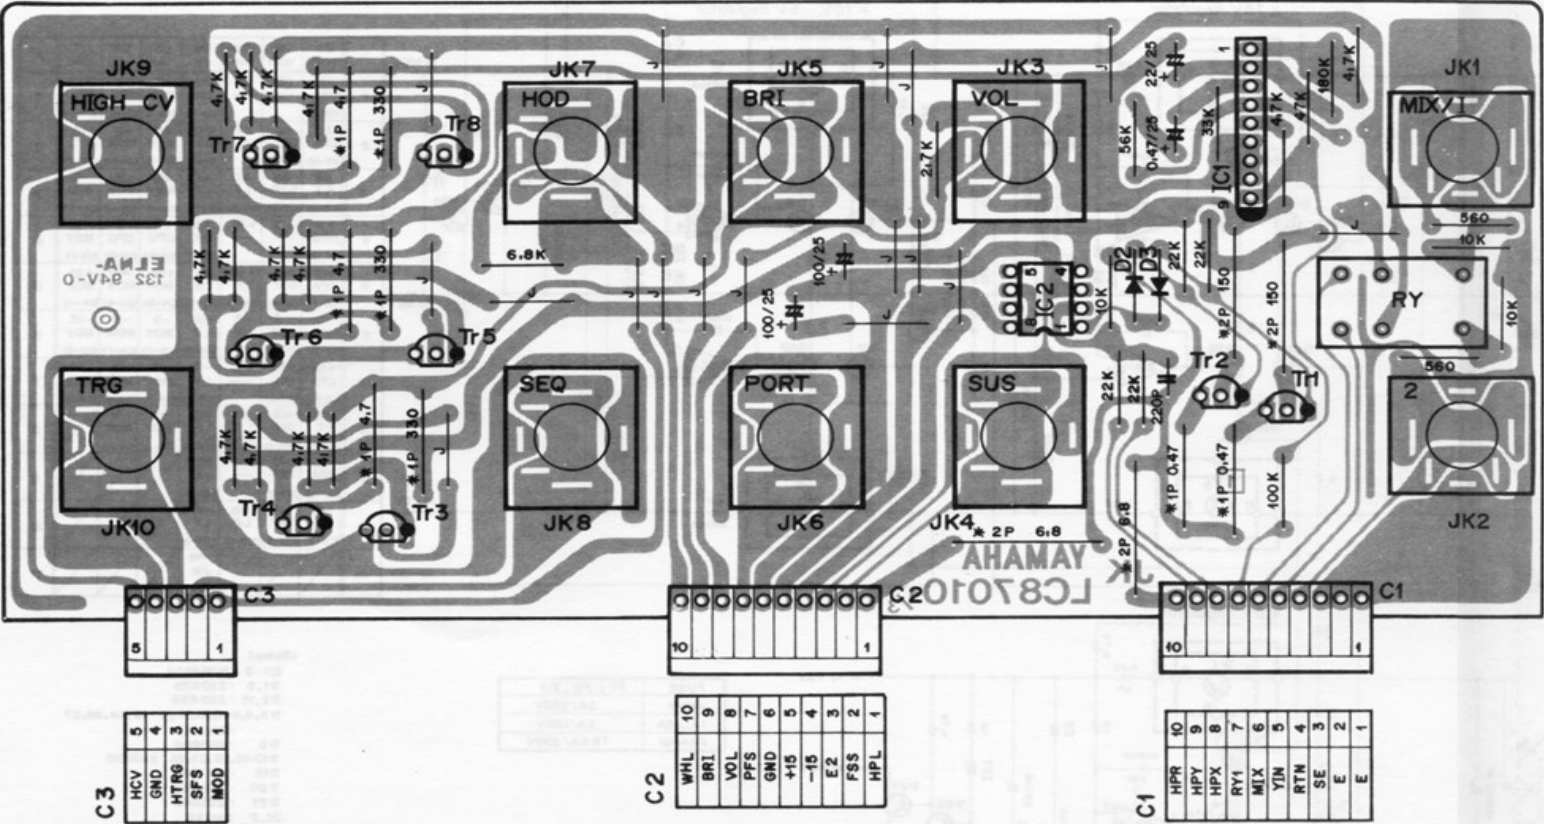 JK9
JK7
JK5
JK3
JK1
HIGH CV
HOD
BRI
VOL
MIX/I
4.7K
4.7K
4.7K
4.7K
*1P 4.7
*1P 330
J
J
J
J
22/25
1
180K
4.7K
56K
0.47/25
33K
4.7K
47K
Tr7
Tr8
2.7K
IC1
9
560
10K
4.7K
4.7K
4.7K
4.7K
*1P 4.7
*1P 330
J
6.8K
100/25
100/25
J
J
J
J
J
J
J
J
J
J
5
4
IC2
8
1
10K
D2
D3
22K
22K
*2P 150
*2P 150
RY
10K
560
ELNA-
132 94V-0
Tr6
Tr5
Tr2
Tr1
TRG
SEQ
PORT
SUS
2
22K
22K
220P
4.7K
4.7K
4.7K
4.7K
*1P 4.7
*1P 330
J
*1P 0.47
*1P 0.47
100K
*2P 6.8
*2P 6.8
Tr4
Tr3
JK10
JK8
JK6
JK4
JK2
YAMAHA
LC87010
JK
C3
C2
C1
5
1
10
1
10
1
C3
HCV 5
GND 4
HTRG 3
SFS 2
MOD 1
C2
WHL 10
BRI 9
VOL 8
PFS 7
GND 6
+15 5
-15 4
E2 3
FSS 2
HPL 1
C1
HPR 10
HPY 9
HPX 8
RY1 7
MIX 6
YIN 5
RTN 4
SE 3
E 2
E 1